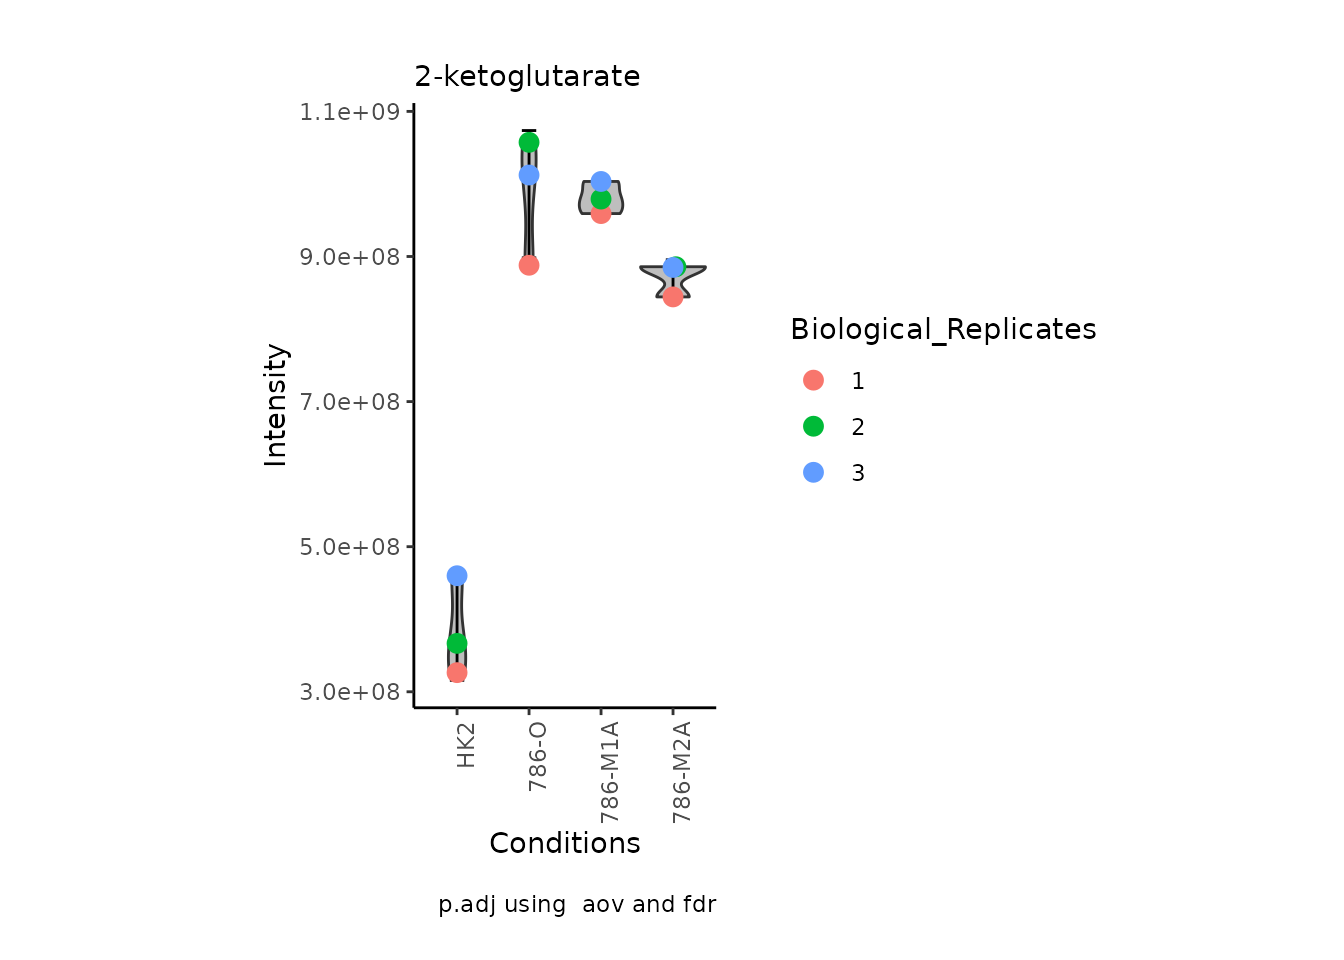 2-ketoglutarate
1.1e+09
9.0e+08
7.0e+08
5.0e+08
3.0e+08
Intensity
HK2
786-O
786-M1A
786-M2A
Conditions
p.adj using  aov and fdr
Biological_Replicates
1
2
3